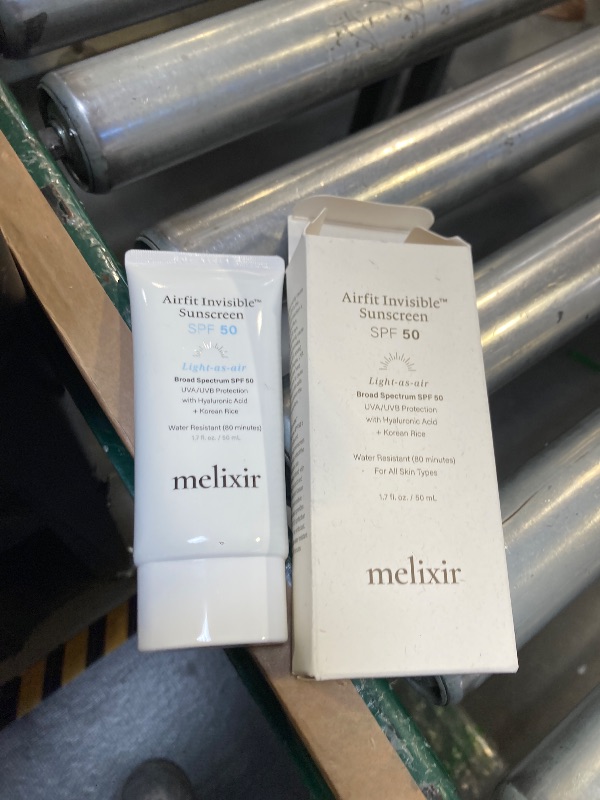 Airfit Invisible™
Sunscreen
SPF 50
Light-as-air
Broad Spectrum SPF 50
UVA/UVB Protection
with Hyaluronic Acid
+ Korean Rice
Water Resistant (80 minutes)
1.7 fl. oz. / 50 mL
melixir
Airfit Invisible™
Sunscreen
SPF 50
Light-as-air
Broad Spectrum SPF 50
UVA/UVB Protection
with Hyaluronic Acid
+ Korean Rice
Water Resistant (80 minutes)
For All Skin Types
1.7 fl. oz. / 50 mL
melixir